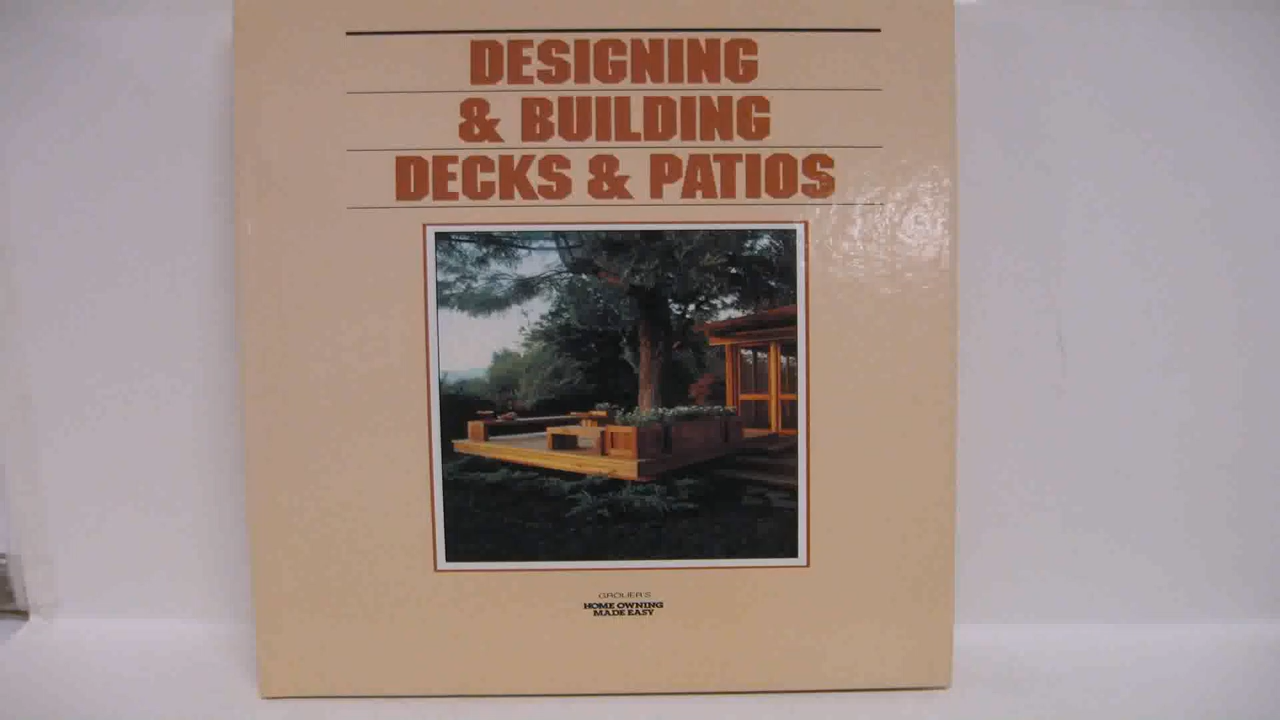 DESIGNING
& BUILDING
DECKS & PATIOS
GROLIER'S
HOME OWNING
MADE EASY